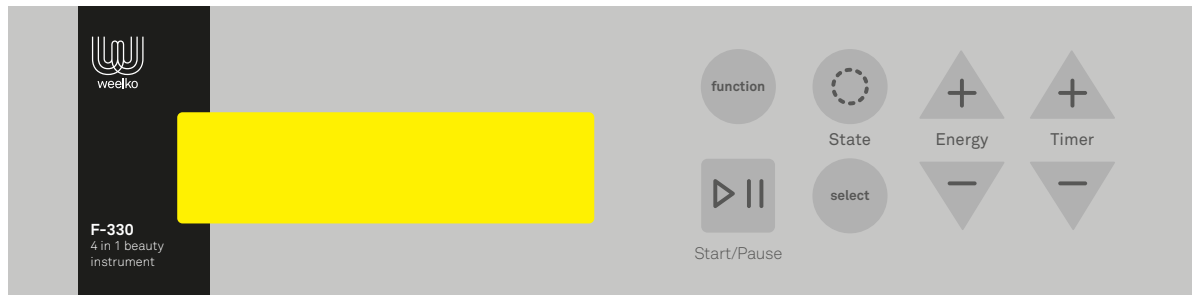 weelko
F-330
4 in 1 beauty
instrument
function
State
Energy
Timer
select
Start/Pause